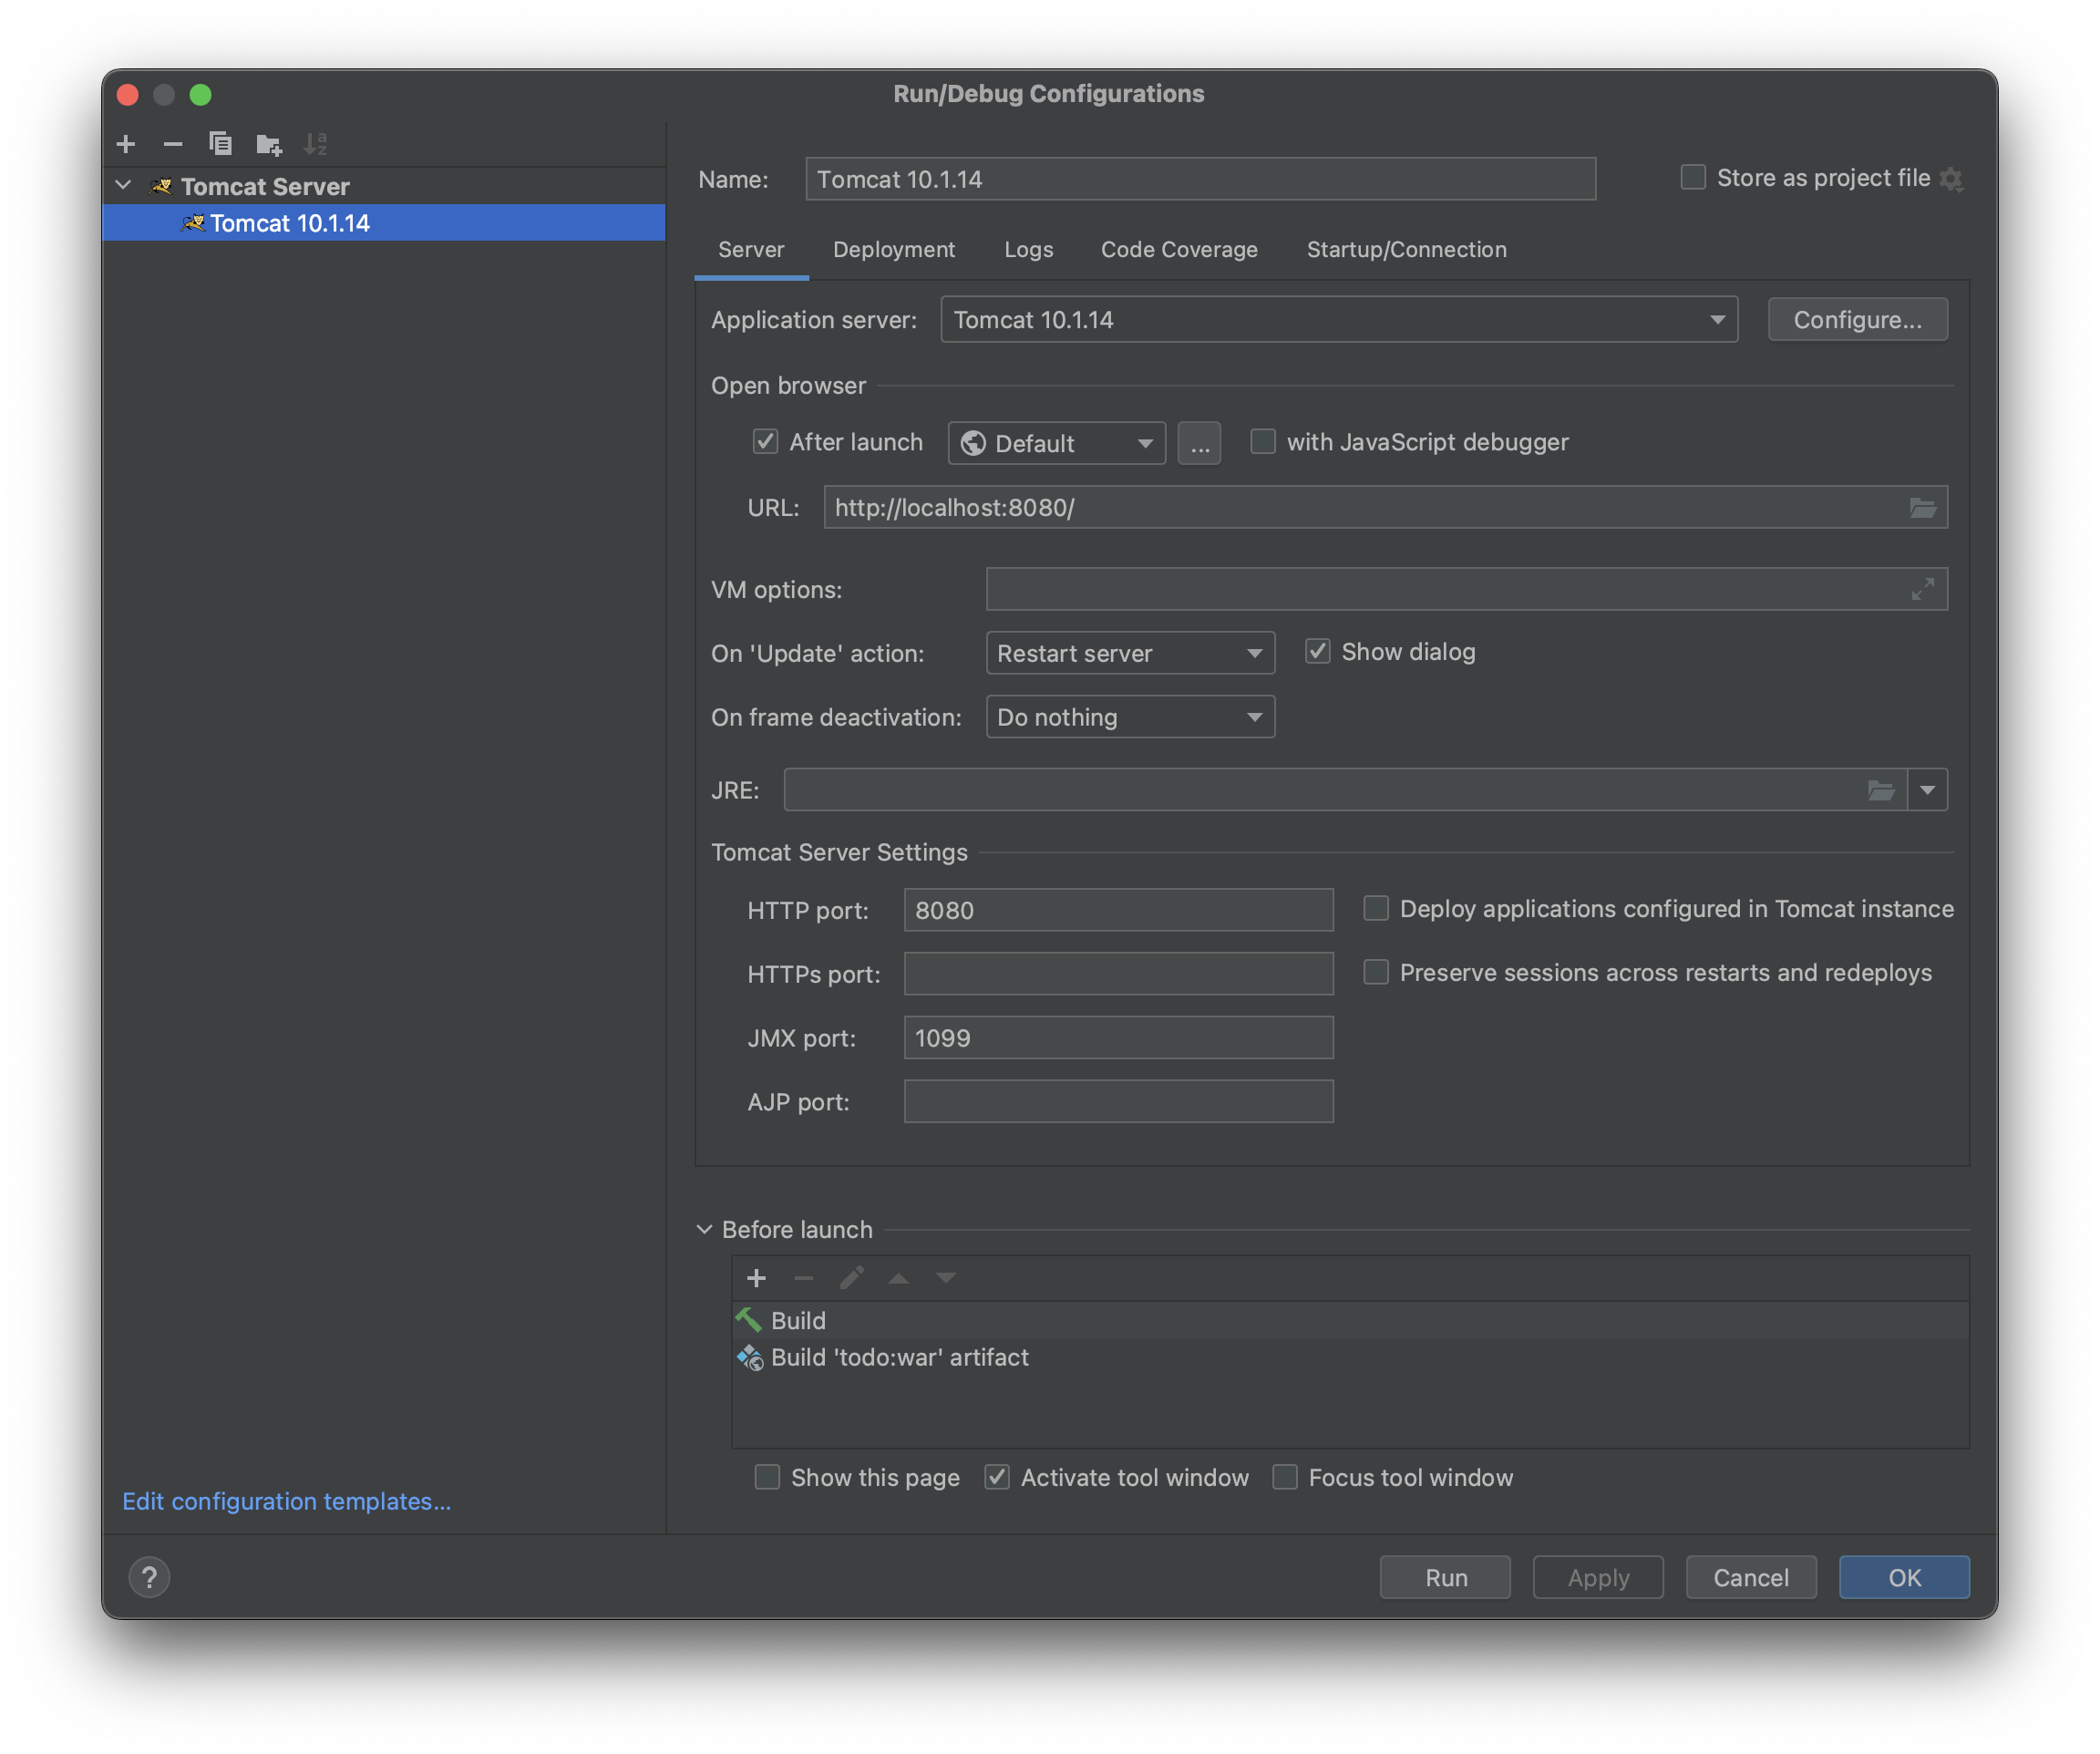 Run/Debug Configurations
Tomcat Server
Tomcat 10.1.14
Edit configuration templates...
Name: Tomcat 10.1.14 Store as project file
Server Deployment Logs Code Coverage Startup/Connection
Application server: Tomcat 10.1.14 Configure...
Open browser
After launch Default ... with JavaScript debugger
URL: http://localhost:8080/
VM options:
On 'Update' action: Restart server Show dialog
On frame deactivation: Do nothing
JRE:
Tomcat Server Settings
HTTP port: 8080 Deploy applications configured in Tomcat instance
HTTPs port: Preserve sessions across restarts and redeploys
JMX port: 1099
AJP port:
Before launch
Build
Build 'todo:war' artifact
Show this page Activate tool window Focus tool window
? Run Apply Cancel OK